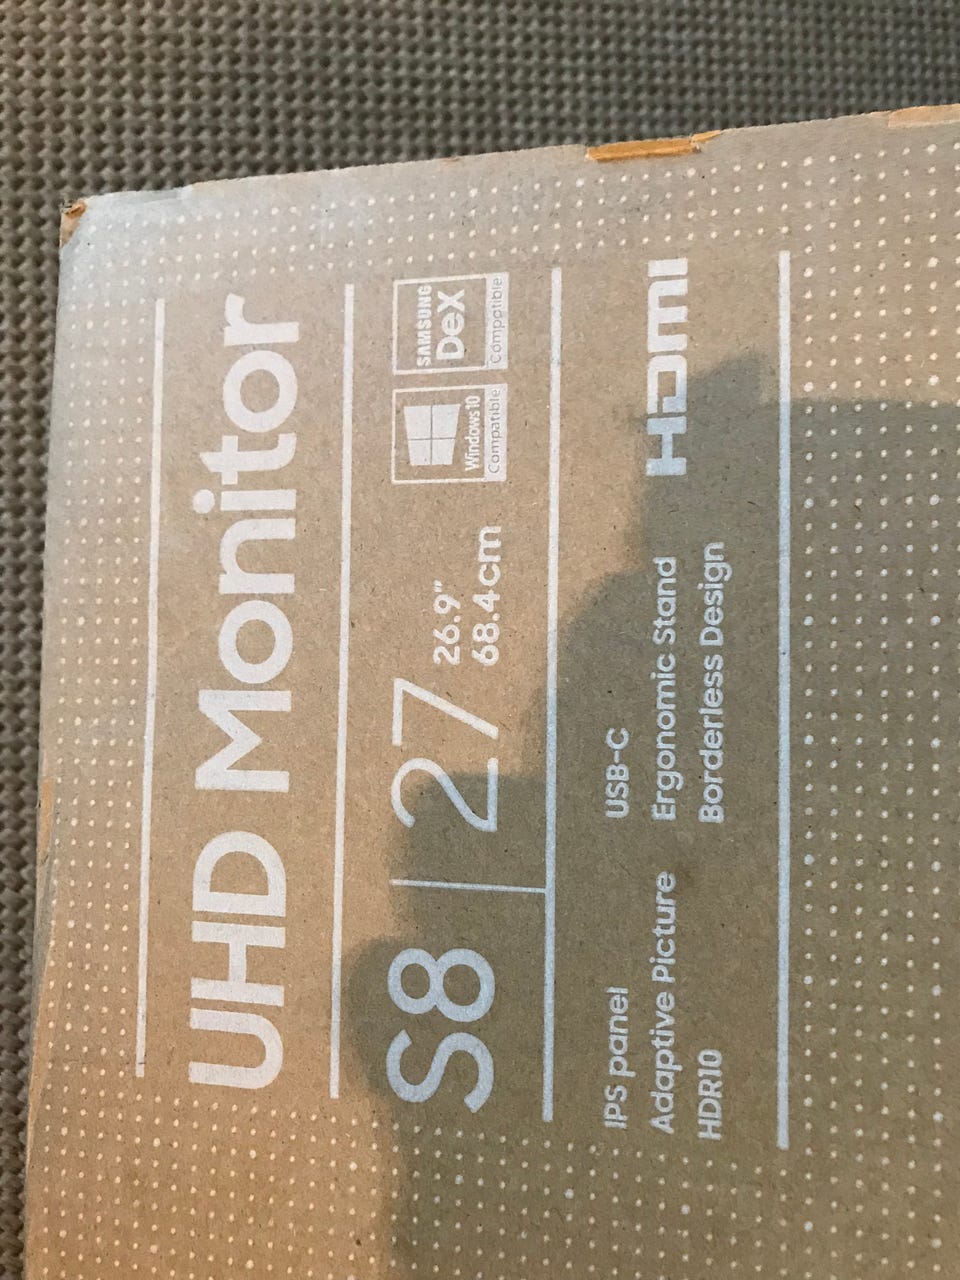 UHD Monitor
S8
27
26.9"
68.4cm
Windows 10
Compatible
SAMSUNG
DeX
Compatible
IPS panel
Adaptive Picture
HDR10
USB-C
Ergonomic Stand
Borderless Design
HDMI